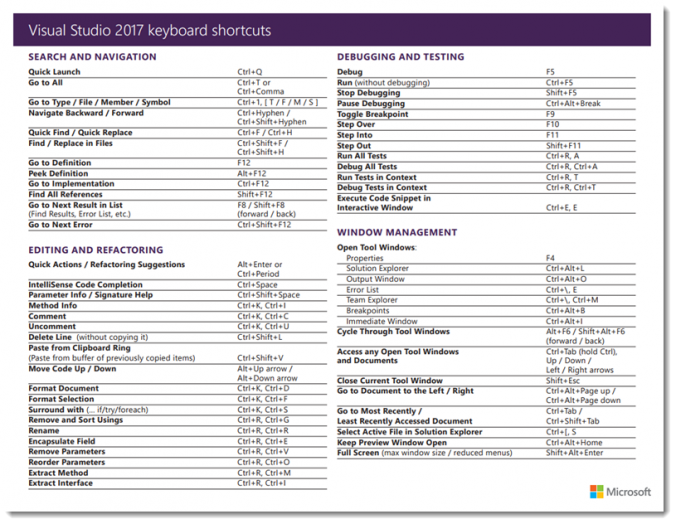 Visual Studio 2017 keyboard shortcuts
SEARCH AND NAVIGATION
Quick Launch Ctrl+Q
Go to All Ctrl+T or
Ctrl+Comma
Go to Type / File / Member / Symbol Ctrl+1, [ T / F / M / S ]
Navigate Backward / Forward Ctrl+Hyphen /
Ctrl+Shift+Hyphen
Quick Find / Quick Replace Ctrl+F / Ctrl+H
Find / Replace in Files Ctrl+Shift+F /
Ctrl+Shift+H
Go to Definition F12
Peek Definition Alt+F12
Go to Implementation Ctrl+F12
Find All References Shift+F12
Go to Next Result in List F8 / Shift+F8
(Find Results, Error List, etc.) (forward / back)
Go to Next Error Ctrl+Shift+F12
EDITING AND REFACTORING
Quick Actions / Refactoring Suggestions Alt+Enter or
Ctrl+Period
IntelliSense Code Completion Ctrl+Space
Parameter Info / Signature Help Ctrl+Shift+Space
Method Info Ctrl+K, Ctrl+I
Comment Ctrl+K, Ctrl+C
Uncomment Ctrl+K, Ctrl+U
Delete Line (without copying it) Ctrl+Shift+L
Paste from Clipboard Ring
(Paste from buffer of previously copied items) Ctrl+Shift+V
Move Code Up / Down Alt+Up arrow /
Alt+Down arrow
Format Document Ctrl+K, Ctrl+D
Format Selection Ctrl+K, Ctrl+F
Surround with (... if/try/foreach) Ctrl+K, Ctrl+S
Remove and Sort Usings Ctrl+R, Ctrl+G
Rename Ctrl+R, Ctrl+R
Encapsulate Field Ctrl+R, Ctrl+E
Remove Parameters Ctrl+R, Ctrl+V
Reorder Parameters Ctrl+R, Ctrl+O
Extract Method Ctrl+R, Ctrl+M
Extract Interface Ctrl+R, Ctrl+I
DEBUGGING AND TESTING
Debug F5
Run (without debugging) Ctrl+F5
Stop Debugging Shift+F5
Pause Debugging Ctrl+Alt+Break
Toggle Breakpoint F9
Step Over F10
Step Into F11
Step Out Shift+F11
Run All Tests Ctrl+R, A
Debug All Tests Ctrl+R, Ctrl+A
Run Tests in Context Ctrl+R, T
Debug Tests in Context Ctrl+R, Ctrl+T
Execute Code Snippet in
Interactive Window Ctrl+E, E
WINDOW MANAGEMENT
Open Tool Windows:
Properties F4
Solution Explorer Ctrl+Alt+L
Output Window Ctrl+Alt+O
Error List Ctrl+\, E
Team Explorer Ctrl+\, Ctrl+M
Breakpoints Ctrl+Alt+B
Immediate Window Ctrl+Alt+I
Cycle Through Tool Windows Alt+F6 / Shift+Alt+F6
(forward / back)
Access any Open Tool Windows Ctrl+Tab (hold Ctrl),
and Documents Up / Down /
Left / Right arrows
Close Current Tool Window Shift+Esc
Go to Document to the Left / Right Ctrl+Alt+Page up /
Ctrl+Alt+Page down
Go to Most Recently / Ctrl+Tab /
Least Recently Accessed Document Ctrl+Shift+Tab
Select Active File in Solution Explorer Ctrl+[, S
Keep Preview Window Open Ctrl+Alt+Home
Full Screen (max window size / reduced menus) Shift+Alt+Enter
Microsoft